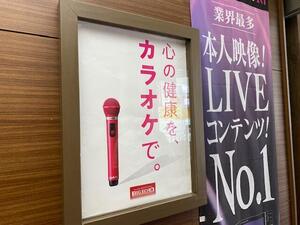 心の健康を、
カラオケで。
業界最多
本人映像!
LIVE
コンテンツ!
No.1